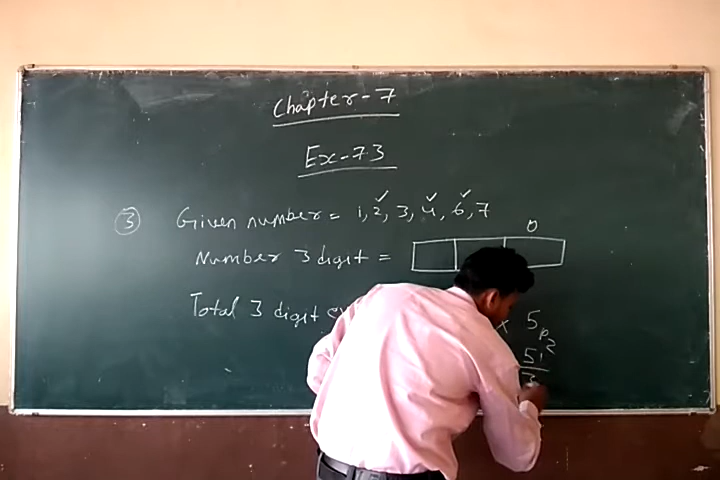 Chapter-7
Ex-7.3
③ Given number = 1, 2, 3, 4, 6, 7
0
Number 3 digit =
Total 3 digit
× 5P2
5!
3